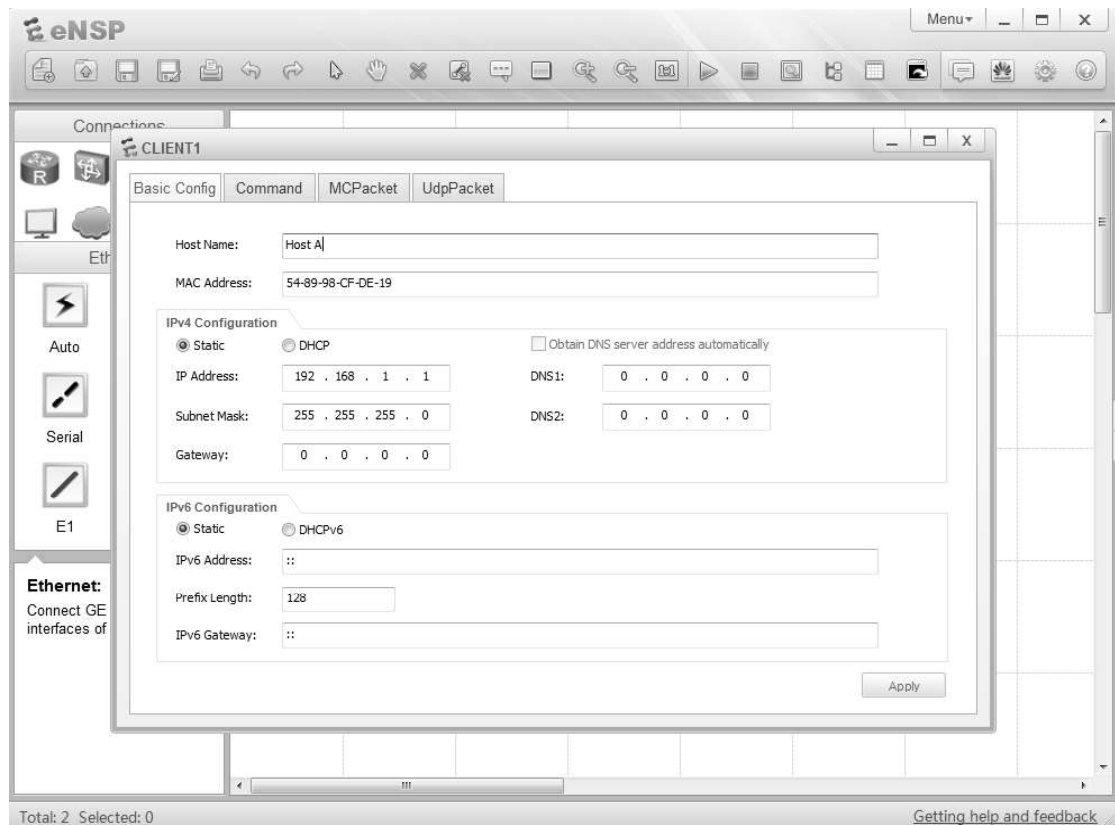 eNSP
Menu
Connections
CLIENT1
Basic Config Command MCPacket UdpPacket
Host Name: Host A
MAC Address: 54-89-98-CF-DE-19
IPv4 Configuration
Static DHCP Obtain DNS server address automatically
IP Address: 192 . 168 . 1 . 1 DNS1: 0 . 0 . 0 . 0
Subnet Mask: 255 . 255 . 255 . 0 DNS2: 0 . 0 . 0 . 0
Gateway: 0 . 0 . 0 . 0
IPv6 Configuration
Static DHCPv6
IPv6 Address: ::
Prefix Length: 128
IPv6 Gateway: ::
Apply
R
Eth
Auto
Serial
E1
Ethernet:
Connect GE
interfaces of
Total: 2 Selected: 0
Getting help and feedback